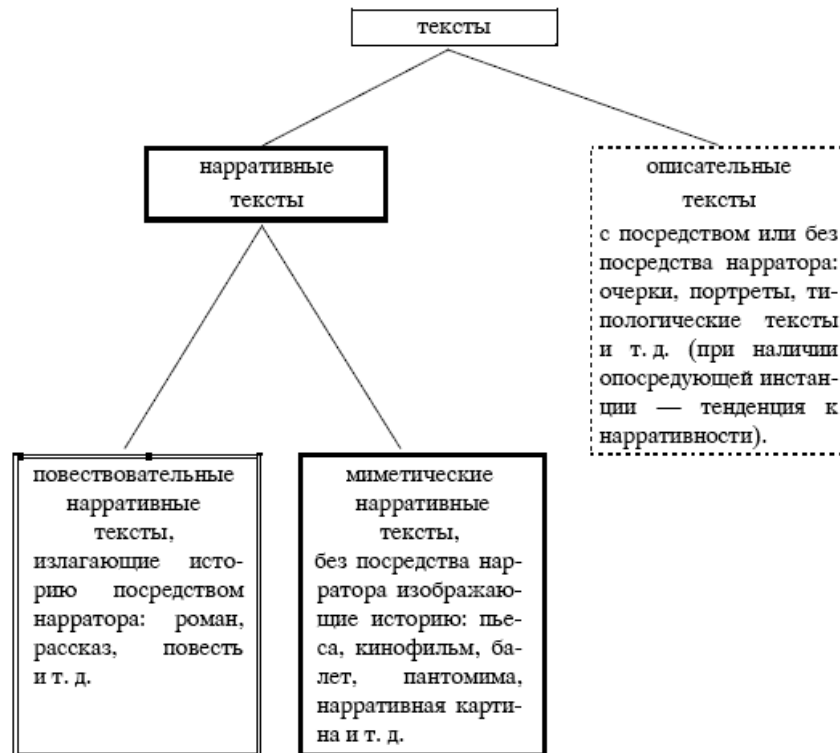 тексты
нарративные
тексты
описательные
тексты
с посредством или без
посредства нарратора:
очерки, портреты, ти-
пологические тексты
и т. д. (при наличии
опосредующей инстан-
ции — тенденция к
нарративности).
повествовательные
нарративные
тексты,
излагающие исто-
рию посредством
нарратора: роман,
рассказ, повесть
и т. д.
миметические
нарративные
тексты,
без посредства нар-
ратора изображаю-
щие историю: пье-
са, кинофильм, ба-
лет, пантомима,
нарративная карти-
на и т. д.